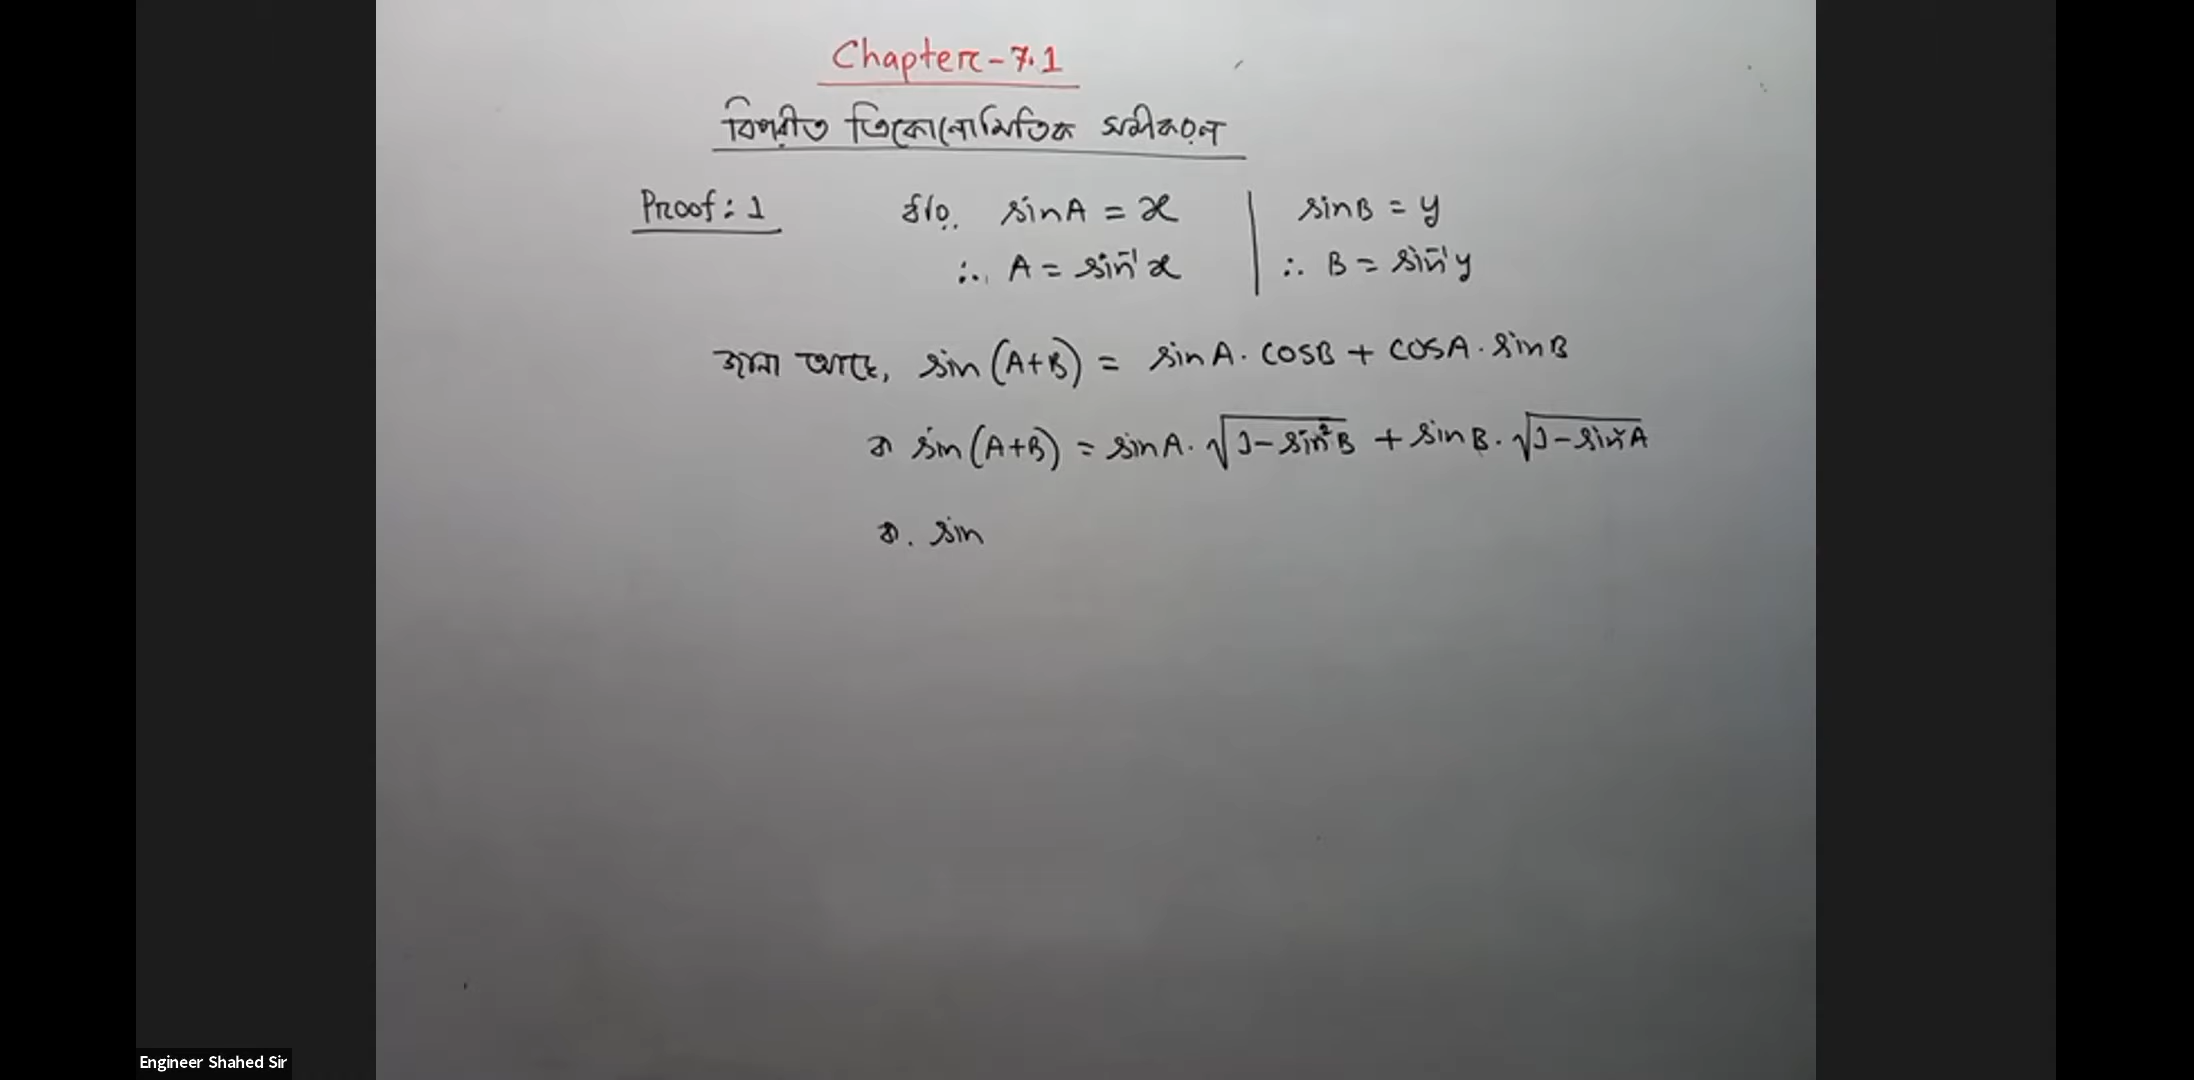 Chapter-7.1
বিপরীত ত্রিকোনোমিতিক সমীকরণ
Proof: 1 ধরি, sinA = x | sinB = y
∴ A = sin⁻¹x | ∴ B = sin⁻¹y
জানা আছে, sin(A+B) = sinA. cosB + cosA. sinB
বা sin(A+B) = sinA. √1-sin²B + sinB. √1-sin²A
বা. sin
Engineer Shahed Sir